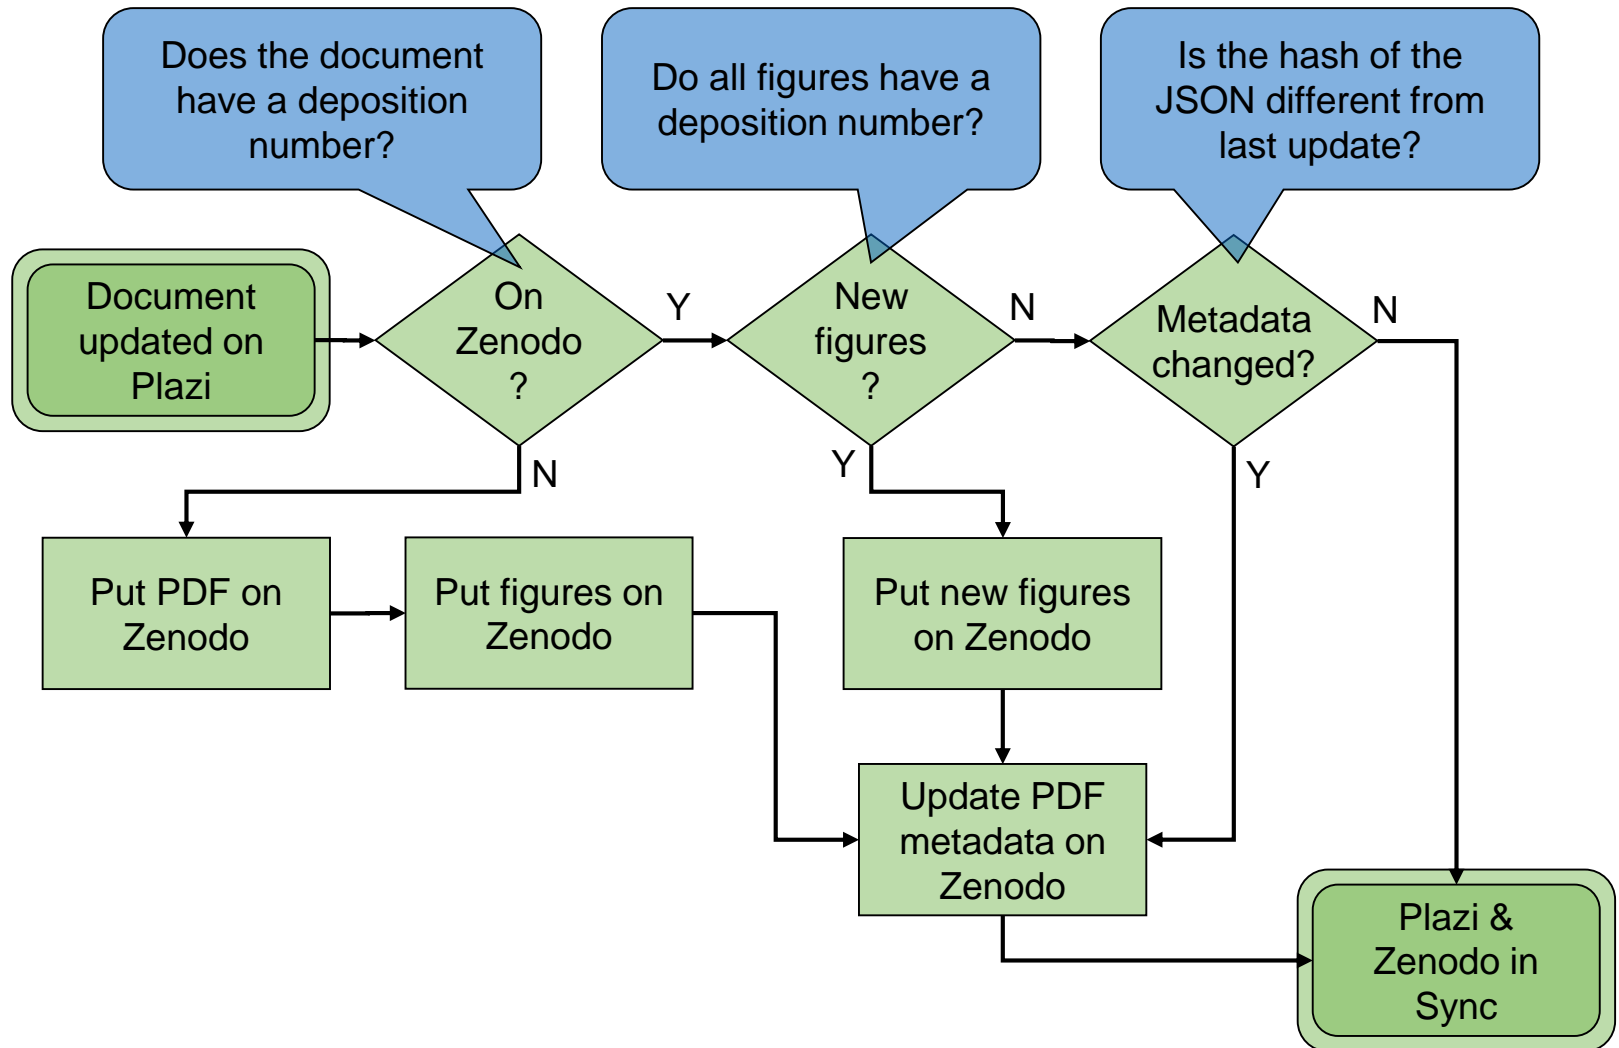 Does the document
have a deposition
number?
Do all figures have a
deposition number?
Is the hash of the
JSON different from
last update?
Document
updated on
Plazi
On
Zenodo
?
Y
New
figures
?
N
Metadata
changed?
N
N
Y
Y
Put PDF on
Zenodo
Put figures on
Zenodo
Put new figures
on Zenodo
Update PDF
metadata on
Zenodo
Plazi &
Zenodo in
Sync